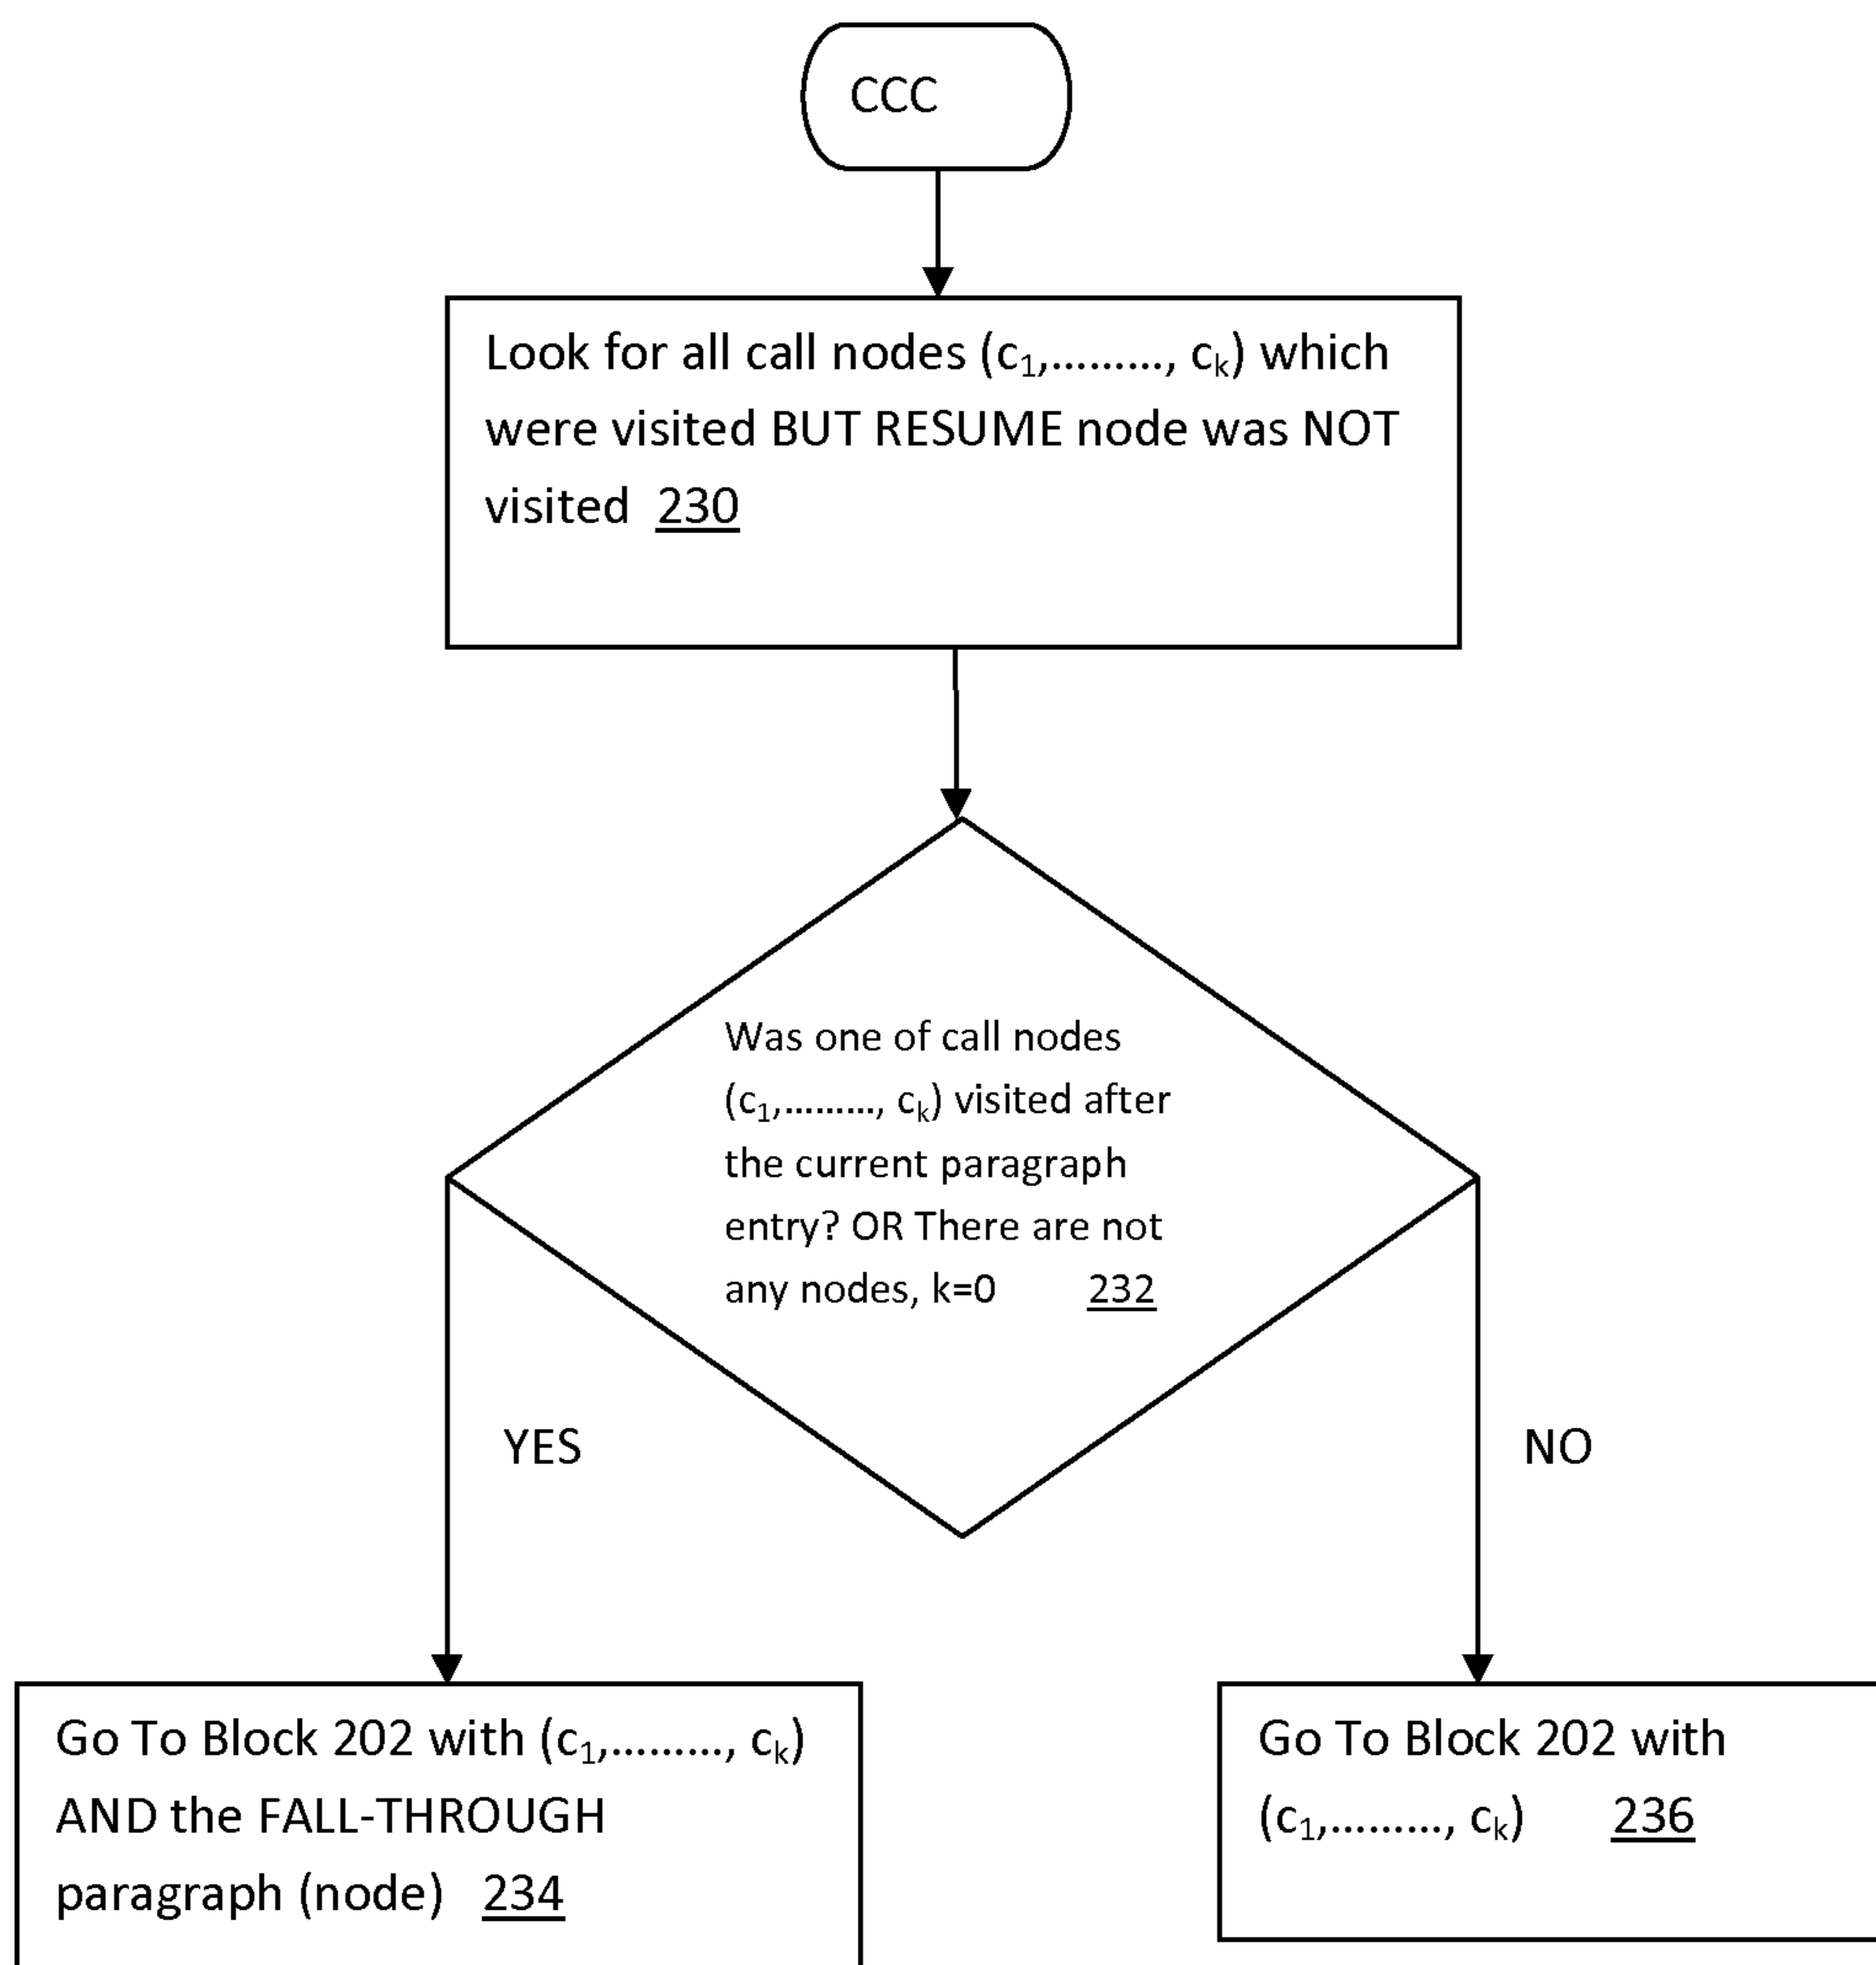 CCC
Look for all call nodes (c₁,………, cₖ) which
were visited BUT RESUME node was NOT
visited 230
Was one of call nodes
(c₁,………, cₖ) visited after
the current paragraph
entry? OR There are not
any nodes, k=0 232
YES
NO
Go To Block 202 with (c₁,………, cₖ)
AND the FALL-THROUGH
paragraph (node) 234
Go To Block 202 with
(c₁,………, cₖ) 236